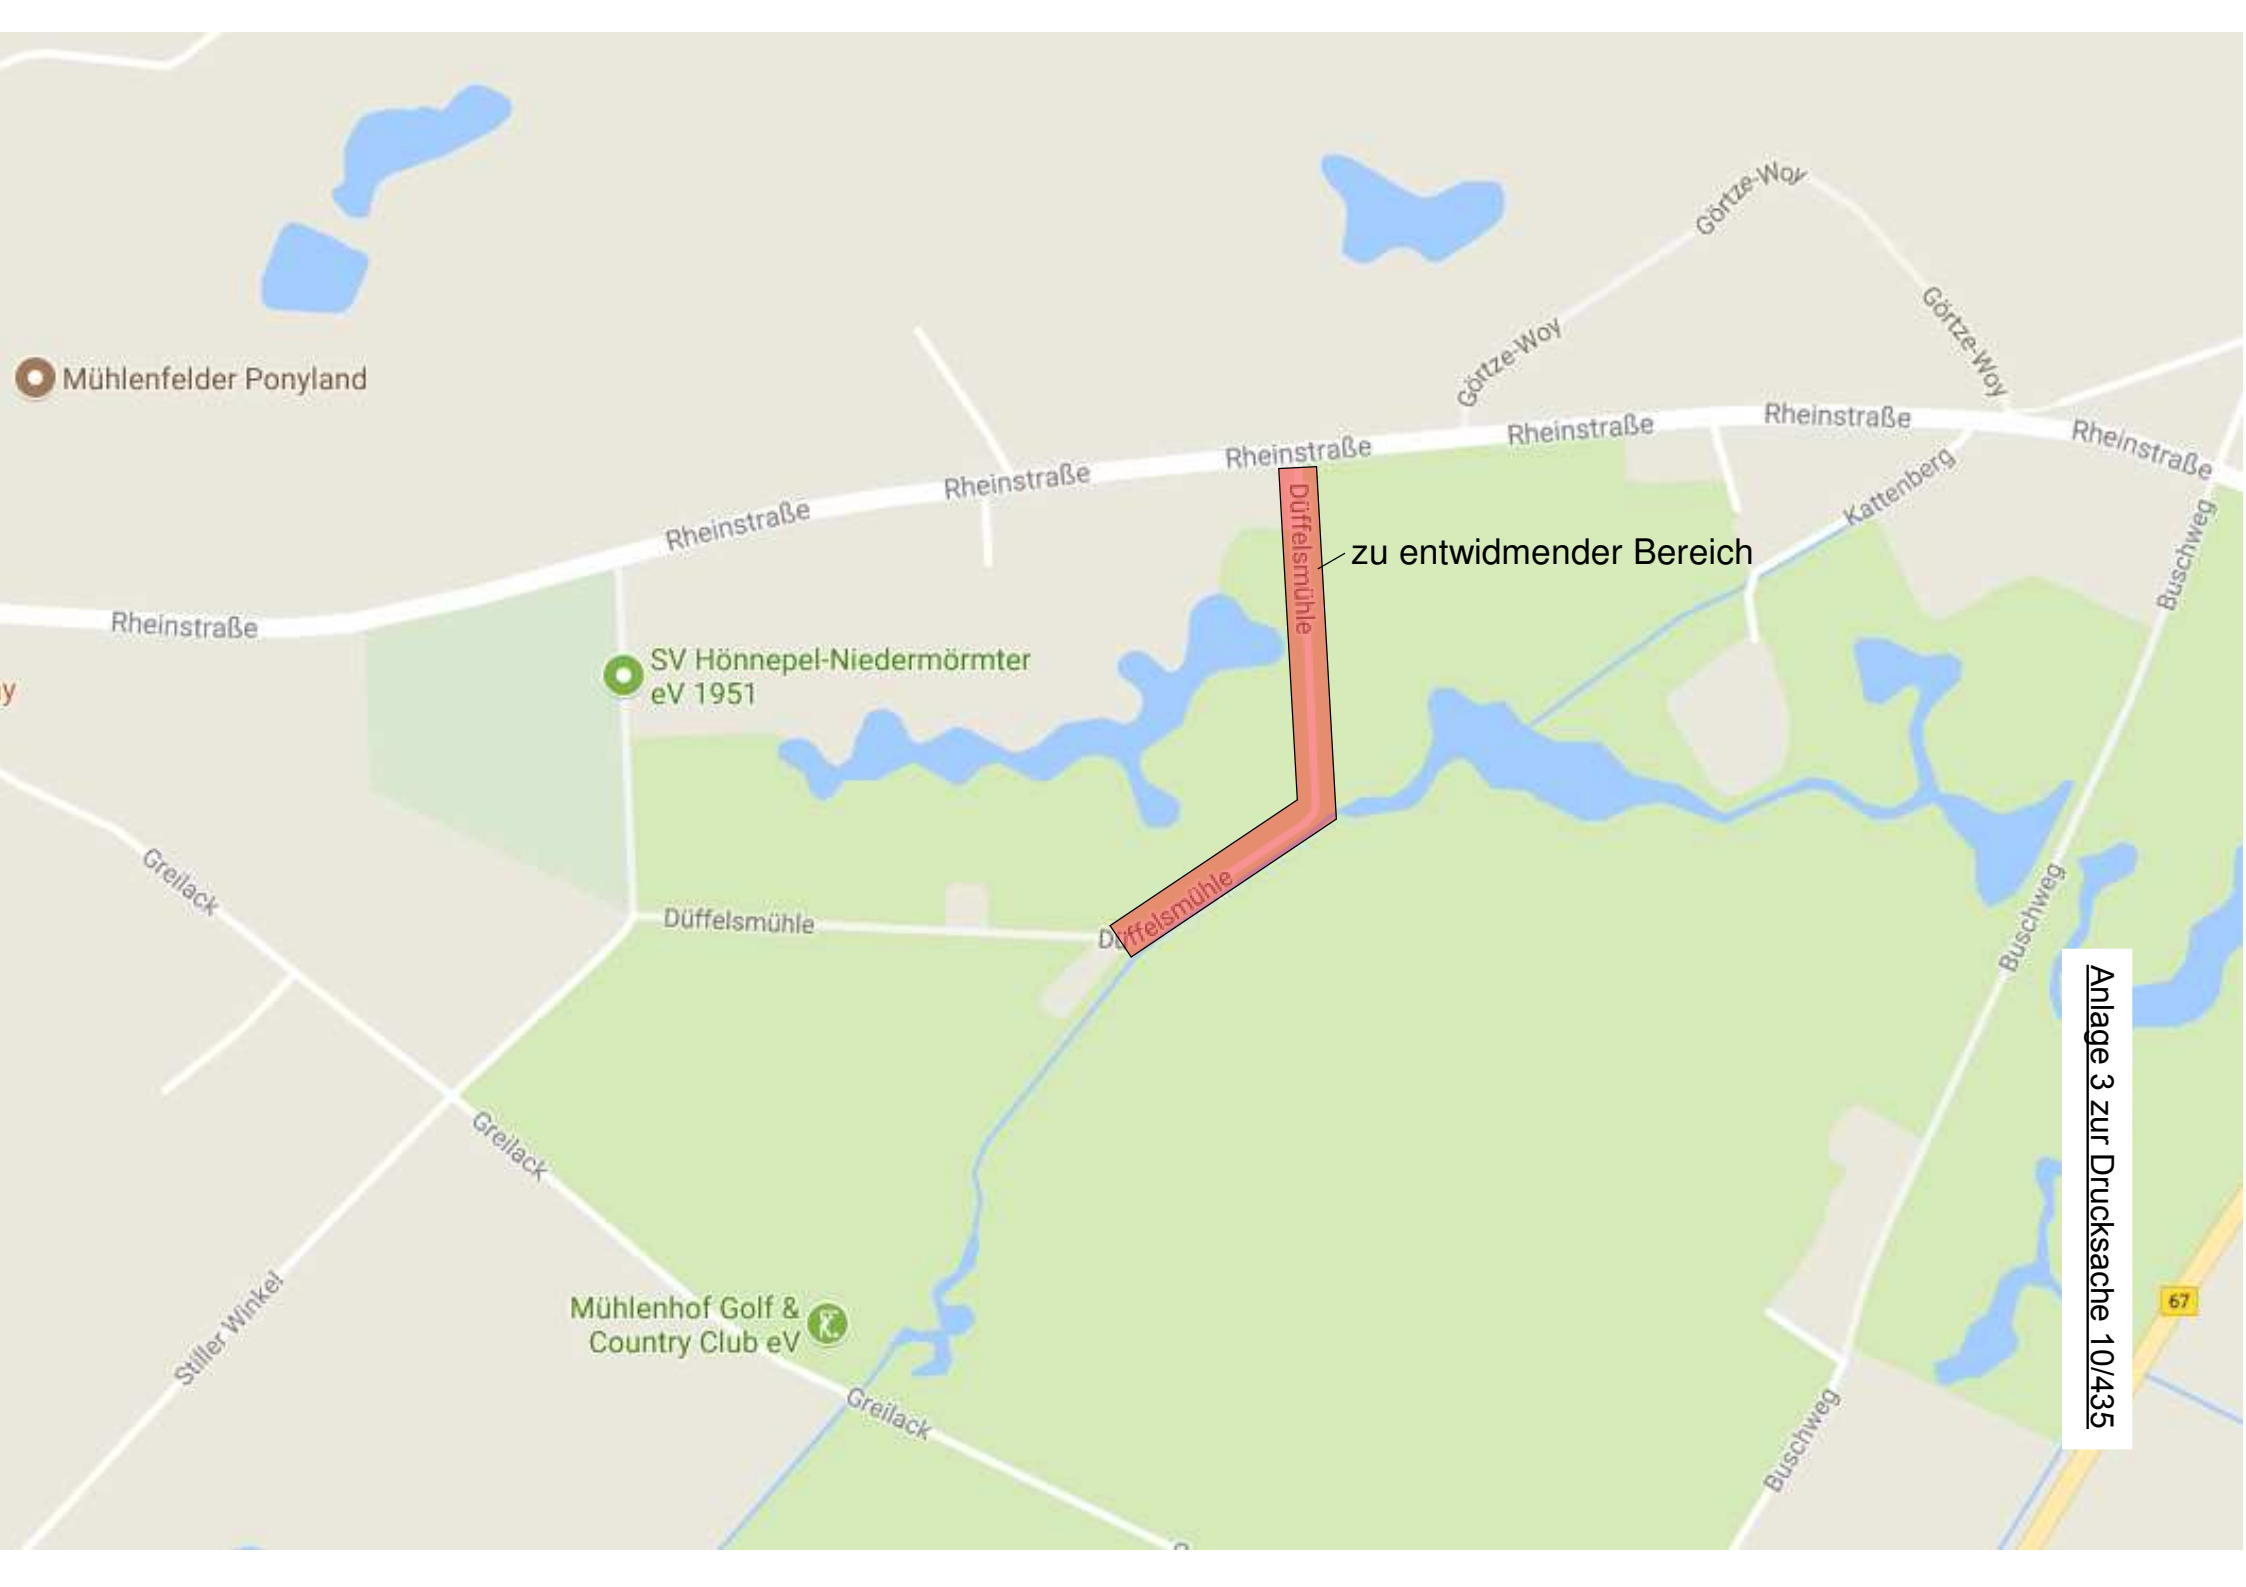 Görtze-Woy
Görtze-Woy
Görtze-Woy
Mühlenfelder Ponyland
Rheinstraße
Rheinstraße
Rheinstraße
Rheinstraße
Rheinstraße
Rheinstraße
Rheinstraße
Kattenberg
Düffelsmühle
zu entwidmender Bereich
Buschweg
SV Hönnepel-Niedermörmter
eV 1951
y
Greilack
Düffelsmühle
Düffelsmühle
Buschweg
Anlage 3 zur Drucksache 10/435
Greilack
Stiller Winkel
Mühlenhof Golf &
Country Club eV
67
Greilack
Buschweg